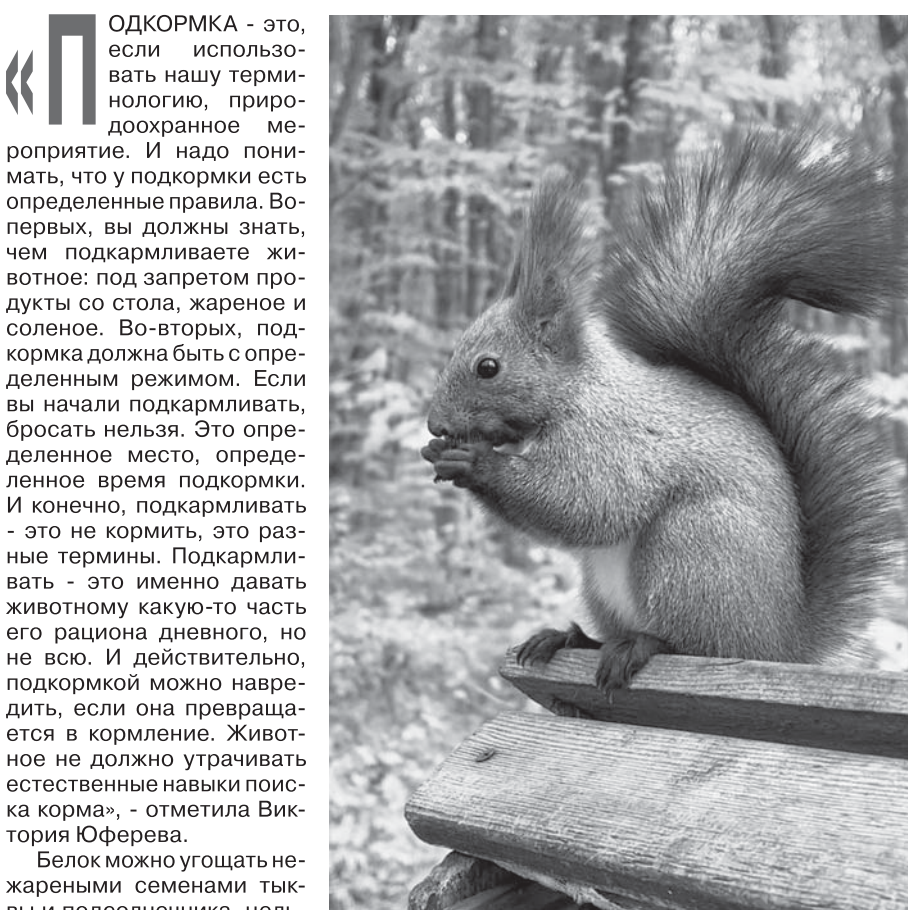 «ПОДКОРМКА - это,
если использо-
вать нашу терми-
нологию, приро-
доохранное ме-
роприятие. И надо пони-
мать, что у подкормки есть
определенные правила. Во-
первых, вы должны знать,
чем подкармливаете жи-
вотное: под запретом про-
дукты со стола, жареное и
соленое. Во-вторых, под-
кормка должна быть с опре-
деленным режимом. Если
вы начали подкармливать,
бросать нельзя. Это опре-
деленное место, опреде-
ленное время подкормки.
И конечно, подкармливать
- это не кормить, это раз-
ные термины. Подкармли-
вать - это именно давать
животному какую-то часть
его рациона дневного, но
не всю. И действительно,
подкормкой можно навре-
дить, если она превраща-
ется в кормление. Живот-
ное не должно утрачивать
естественные навыки поис-
ка корма», - отметила Вик-
тория Юферева.
Белок можно угощать не-
жареными семенами тык-
вы и подсолнечника, цель-